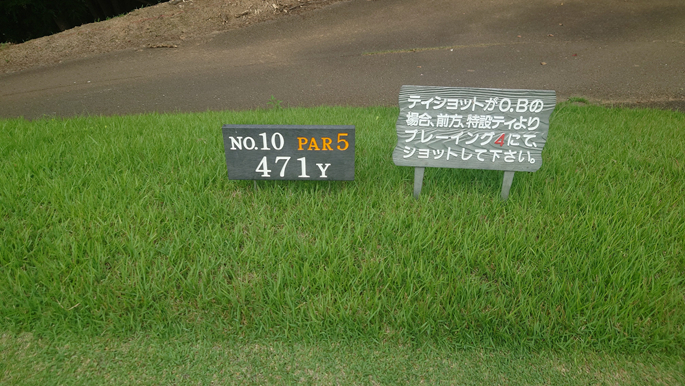 NO.10 PAR5
471Y
ティショットがO.Bの
場合、前方、特設ティより
プレーイング4にて、
ショットして下さい。